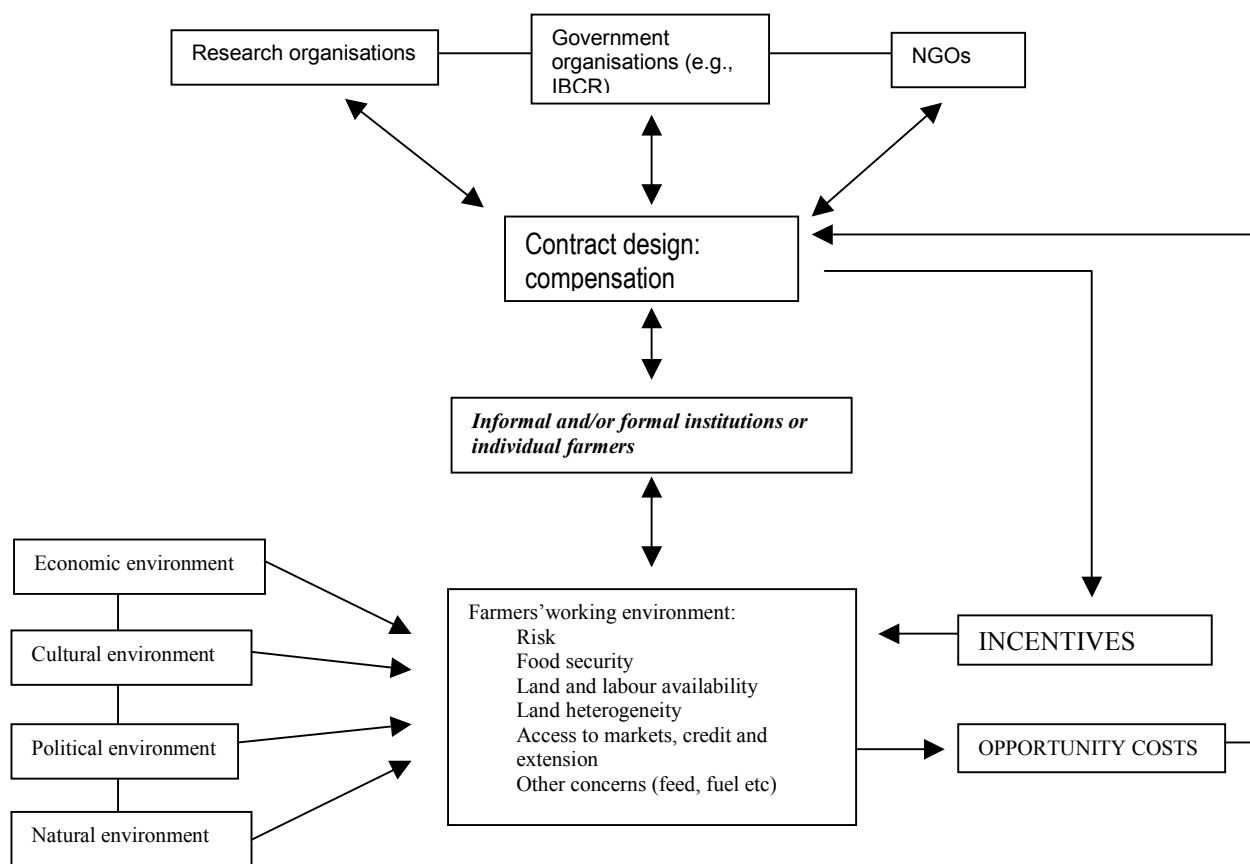 Research organisations
Government
organisations (e.g.,
IBCR)
NGOs
Contract design:
compensation
Informal and/or formal institutions or
individual farmers
Economic environment
Cultural environment
Political environment
Natural environment
Farmers'working environment:
Risk
Food security
Land and labour availability
Land heterogeneity
Access to markets, credit and
extension
Other concerns (feed, fuel etc)
INCENTIVES
OPPORTUNITY COSTS